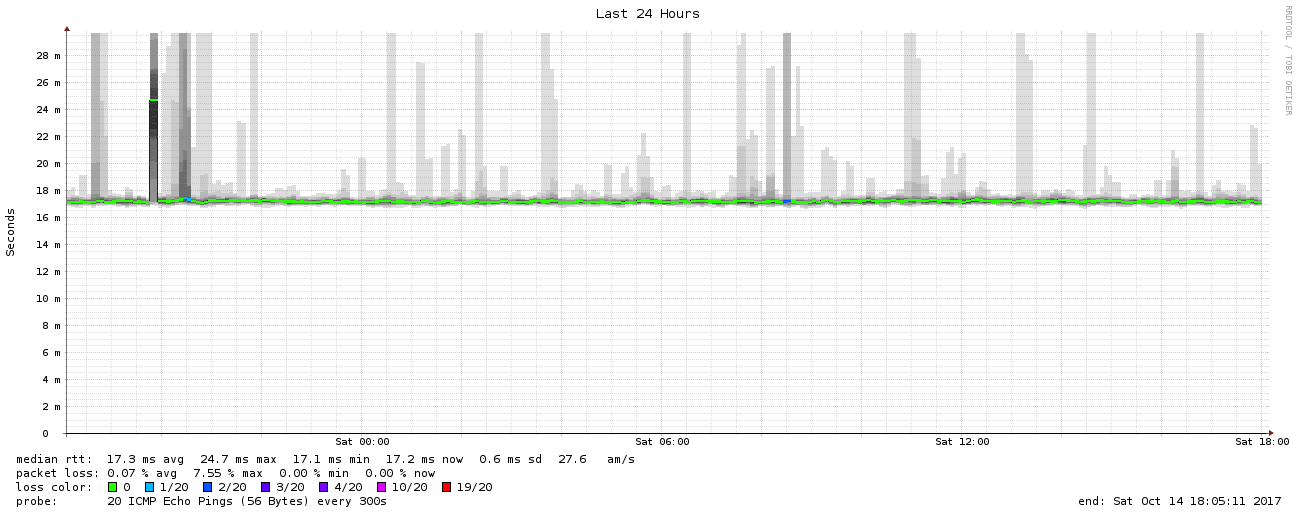 Last 24 Hours
RRDTOOL / TOBI OETIKER
Seconds
28 m
26 m
24 m
22 m
20 m
18 m
16 m
14 m
12 m
10 m
8 m
6 m
4 m
2 m
0
Sat 00:00 Sat 06:00 Sat 12:00 Sat 18:00
median rtt: 17.3 ms avg 24.7 ms max 17.1 ms min 17.2 ms now 0.6 ms sd 27.6 am/s
packet loss: 0.07 % avg 7.55 % max 0.00 % min 0.00 % now
loss color: 0 1/20 2/20 3/20 4/20 10/20 19/20
probe: 20 ICMP Echo Pings (56 Bytes) every 300s end: Sat Oct 14 18:05:11 2017